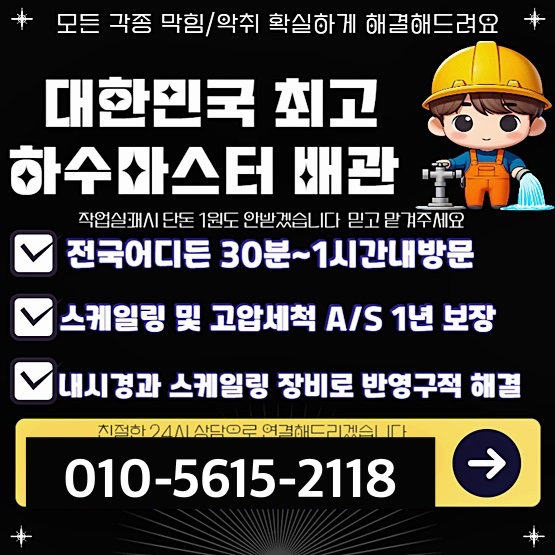 모든 각종 막힘/악취 확실하게 해결해드려요
대한민국 최고
하수마스터 배관
작업실패시 단돈 1원도 안받겠습니다 믿고 맡겨주세요
전국어디든 30분~1시간내방문
스케일링 및 고압세척 A/S 1년 보장
내시경과 스케일링 장비로 반영구적 해결
친절한 24시 상담으로 연결해드리겠습니다
010-5615-2118